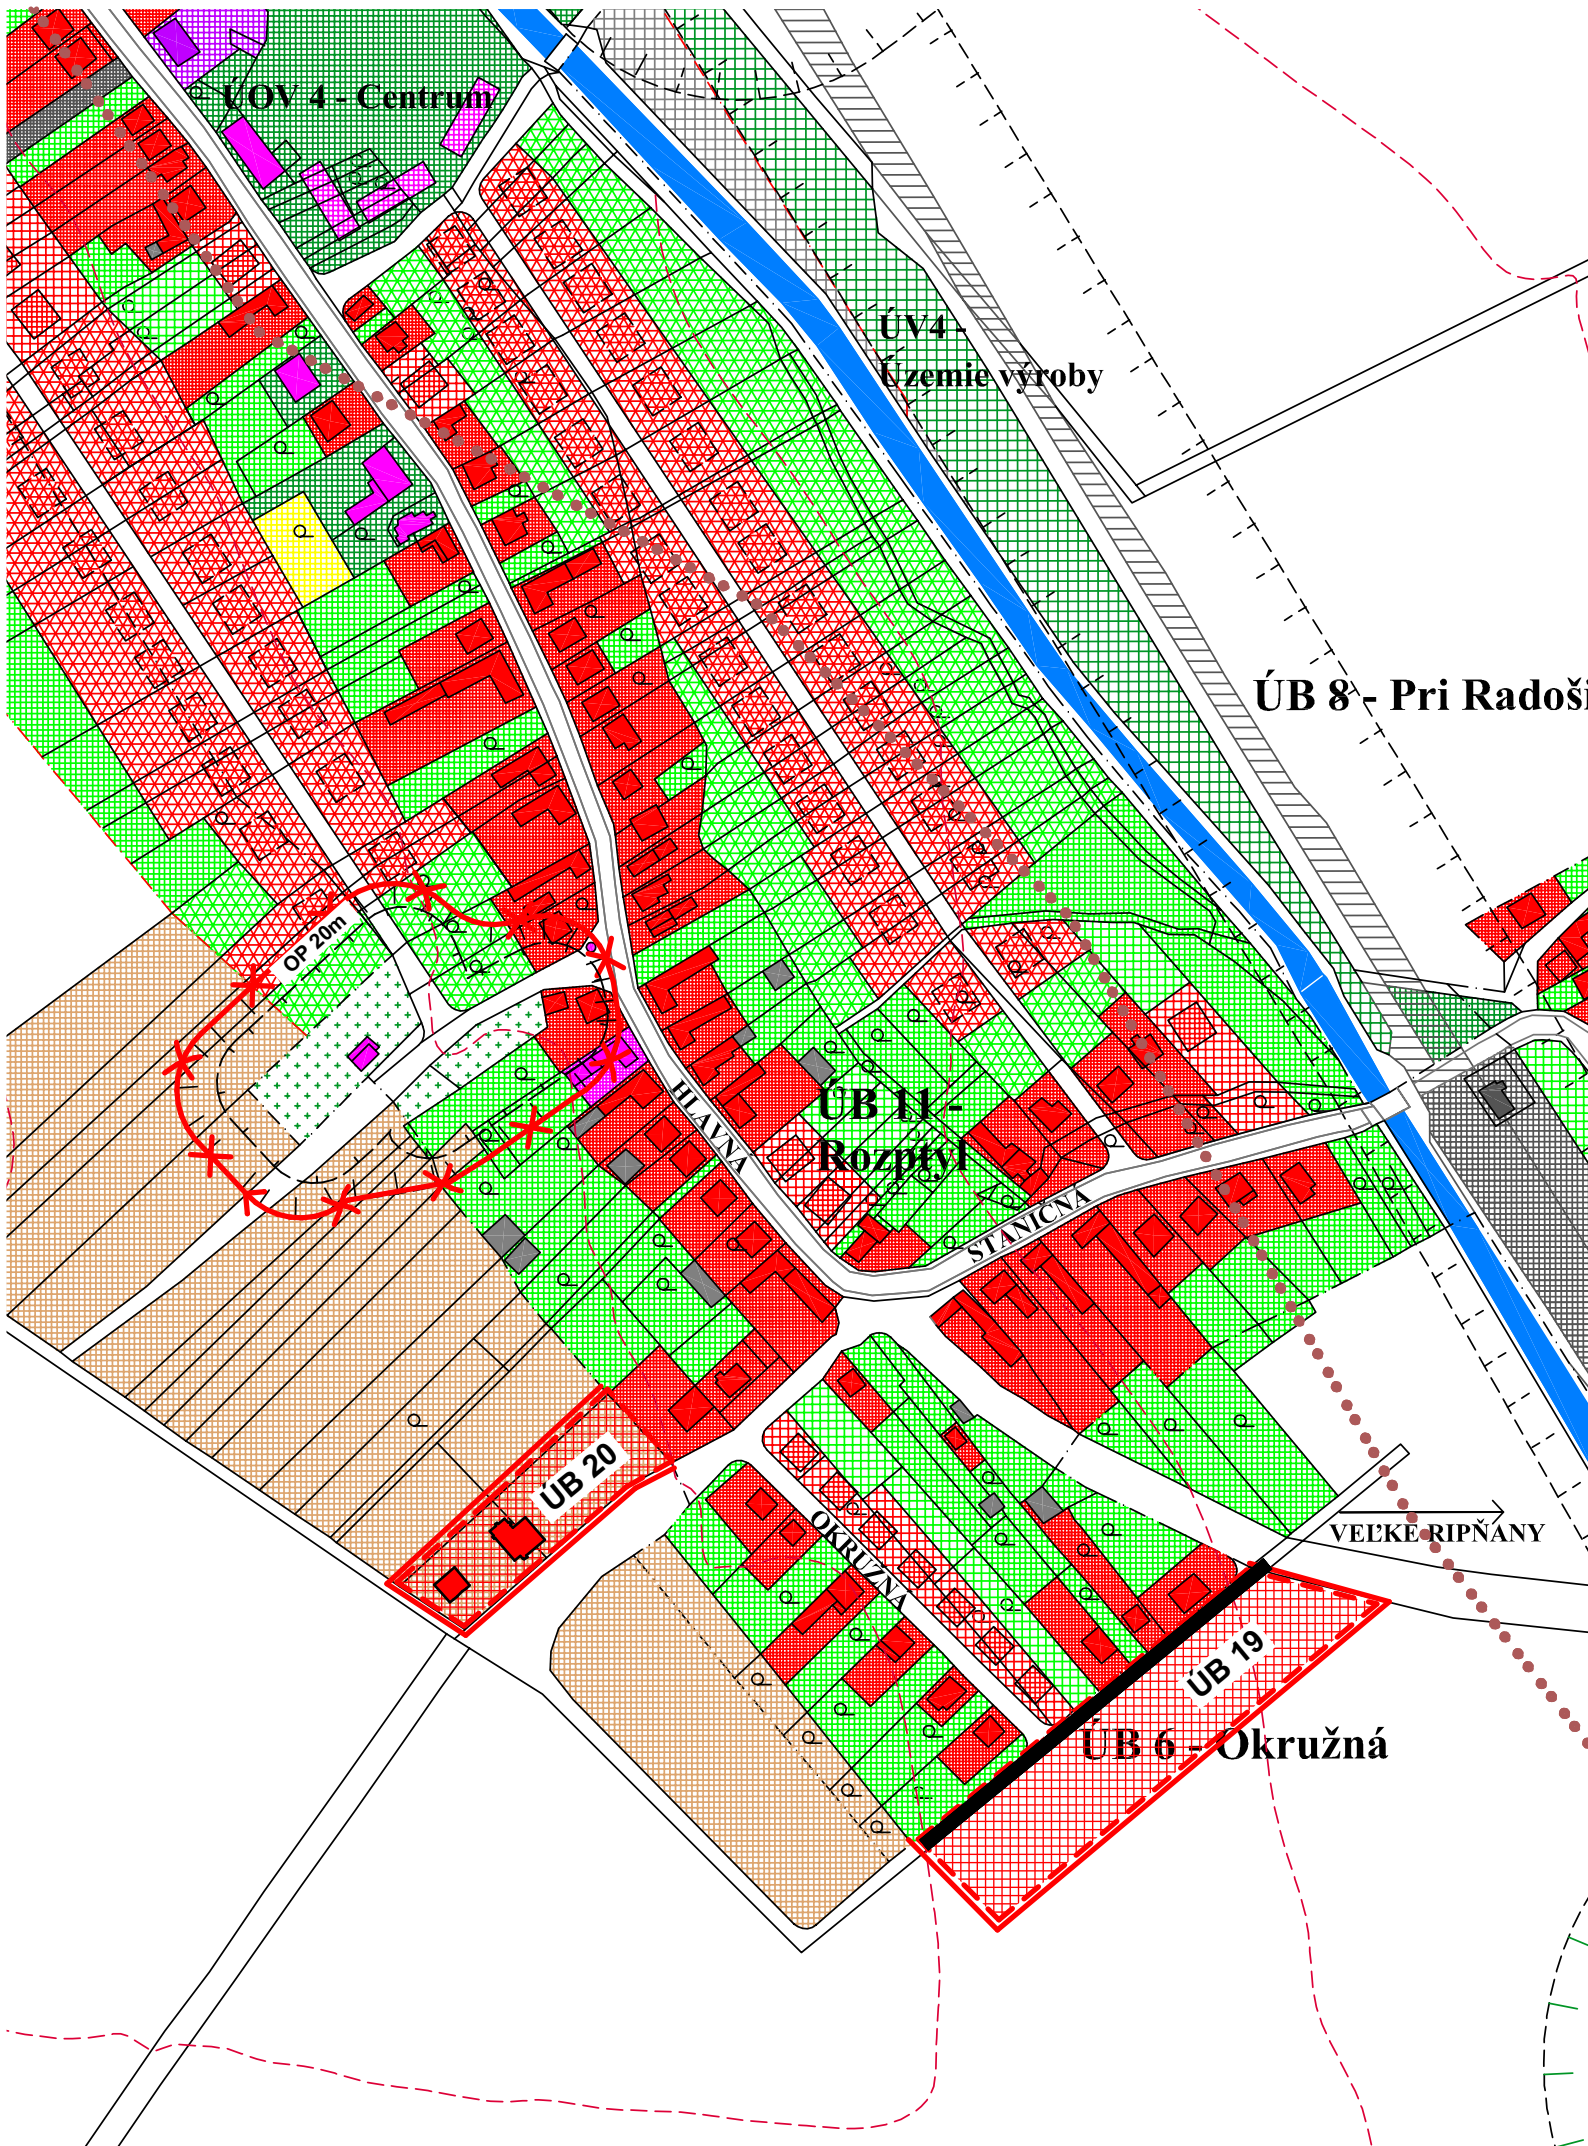 ÚOV 4 - Centrum
ÚV4 -
Územie výroby
ÚB 8 - Pri Radoši
OP 20m
HLAVNÁ
ÚB 11 -
Rozptyl
STANIČNÁ
ÚB 20
OKRUŽNÁ
VEĽKÉ RIPŇANY
ÚB 19
ÚB 6 - Okružná